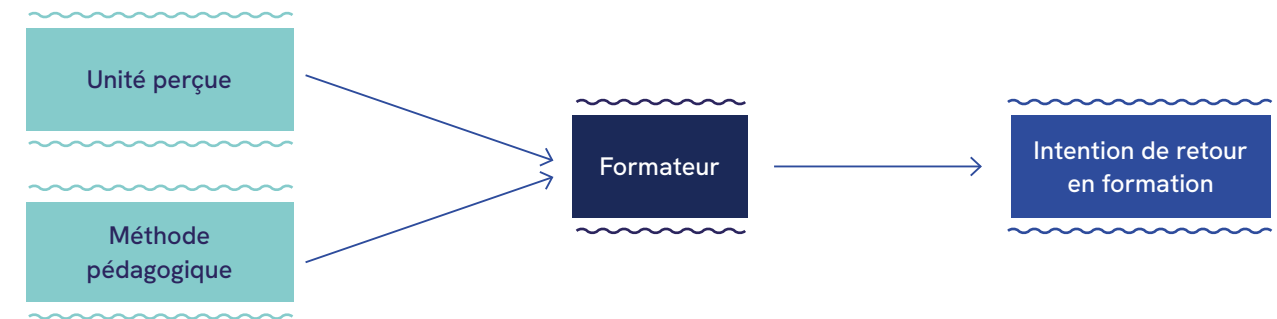 Unité perçue
Méthode
pédagogique
Formateur
Intention de retour
en formation